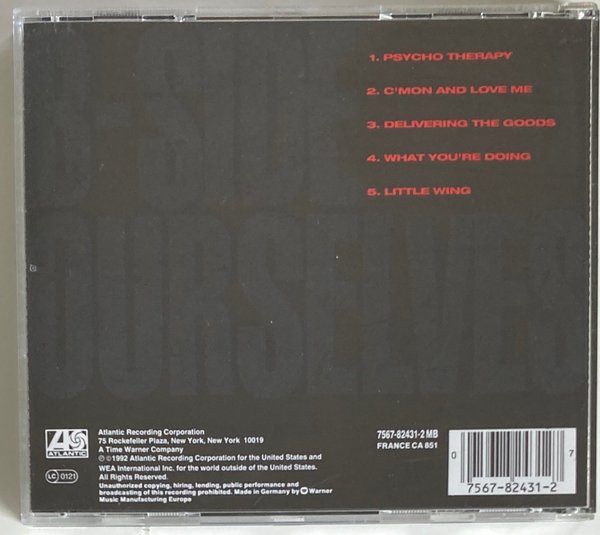 B-SIDE
OURSELVES
1. PSYCHO THERAPY
2. C'MON AND LOVE ME
3. DELIVERING THE GOODS
4. WHAT YOU'RE DOING
5. LITTLE WING
ATLANTIC
Atlantic Recording Corporation
75 Rockefeller Plaza, New York, New York 10019
A Time Warner Company
℗ © 1992 Atlantic Recording Corporation for the United States and
WEA International Inc. for the world outside of the United States.
All Rights Reserved.
Unauthorized copying, hiring, lending, public performance and
broadcasting of this recording prohibited. Made in Germany by Warner
Music Manufacturing Europe
LC 0121
7567-82431-2 MB
FRANCE CA 851
0 7
7567-82431-2